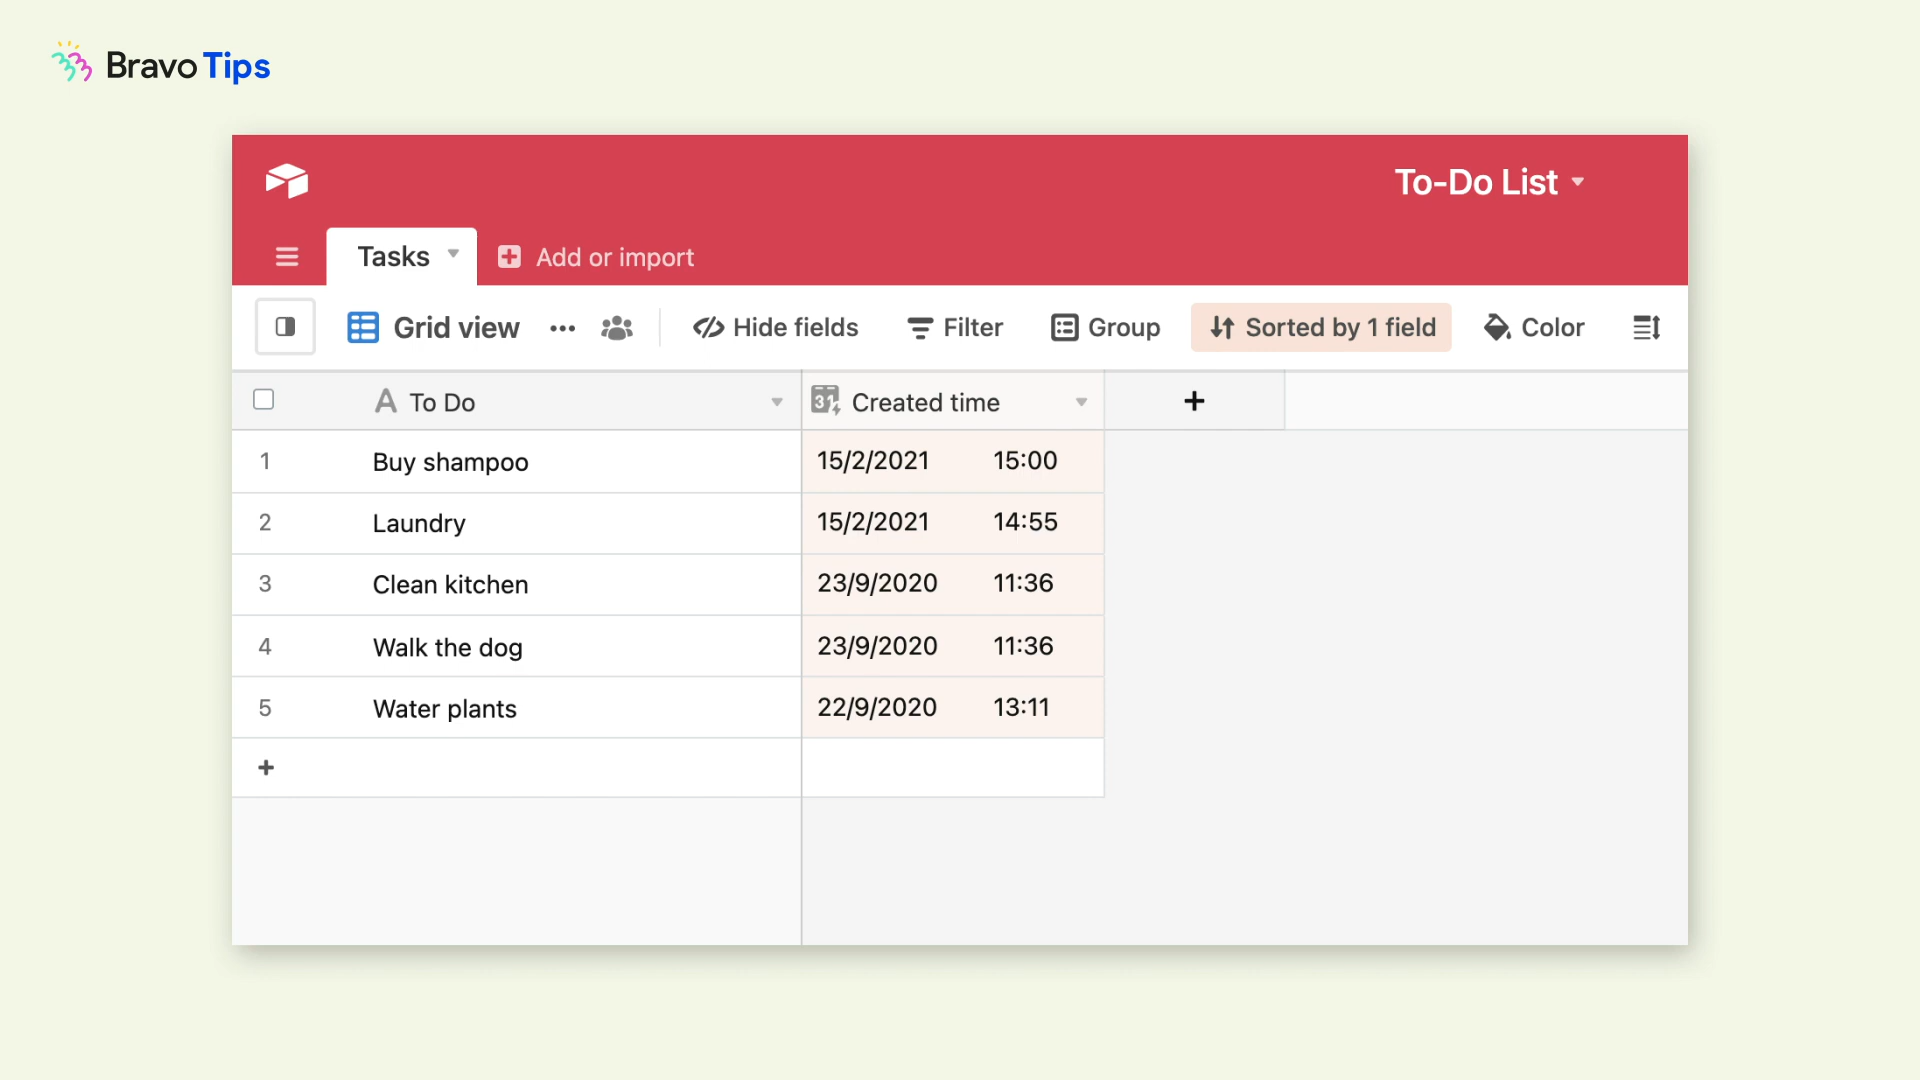 Bravo Tips
To-Do List
Tasks
Add or import
Grid view
Hide fields
Filter
Group
Sorted by 1 field
Color
A To Do
31 Created time
1 Buy shampoo 15/2/2021 15:00
2 Laundry 15/2/2021 14:55
3 Clean kitchen 23/9/2020 11:36
4 Walk the dog 23/9/2020 11:36
5 Water plants 22/9/2020 13:11